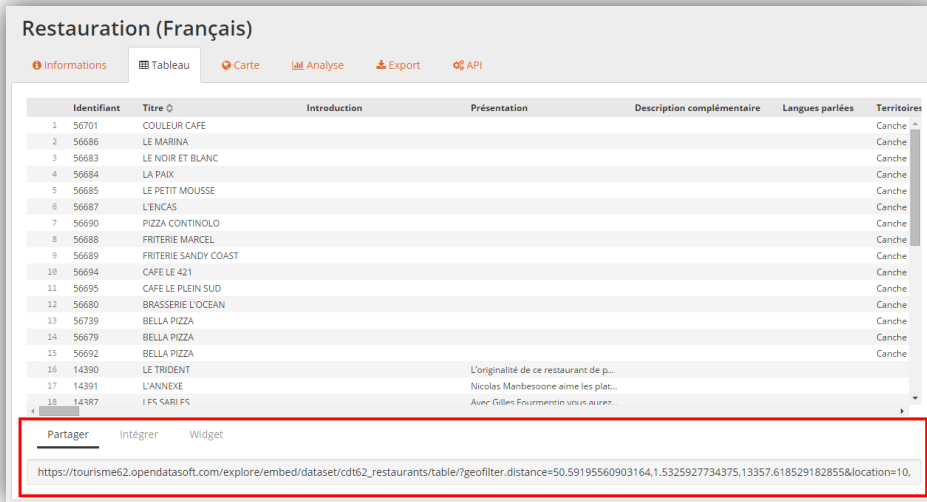 Restauration (Français)
Informations Tableau Carte Analyse Export API
Identifiant Titre Introduction Présentation Description complémentaire Langues parlées Territoires
1 56701 COULEUR CAFE Canche
2 56686 LE MARINA Canche
3 56683 LE NOIR ET BLANC Canche
4 56684 LA PAIX Canche
5 56685 LE PETIT MOUSSE Canche
6 56687 L'ENCAS Canche
7 56690 PIZZA CONTINOLO Canche
8 56688 FRITERIE MARCEL Canche
9 56689 FRITERIE SANDY COAST Canche
10 56694 CAFE LE 421 Canche
11 56695 CAFE LE PLEIN SUD Canche
12 56680 BRASSERIE L'OCEAN Canche
13 56739 BELLA PIZZA Canche
14 56679 BELLA PIZZA Canche
15 56692 BELLA PIZZA Canche
16 14390 LE TRIDENT L'originalité de ce restaurant de p...
17 14391 L'ANNEXE Nicolas Manbesoone aime les plat...
18 14387 LES SABLES Avec Gilles Fourmentin vous aurez...
Partager Intégrer Widget
https://tourisme62.opendatasoft.com/explore/embed/dataset/cdt62_restaurants/table/?geofilter.distance=50.59195560903164,1.5325927734375,13357.618529182855&location=10,